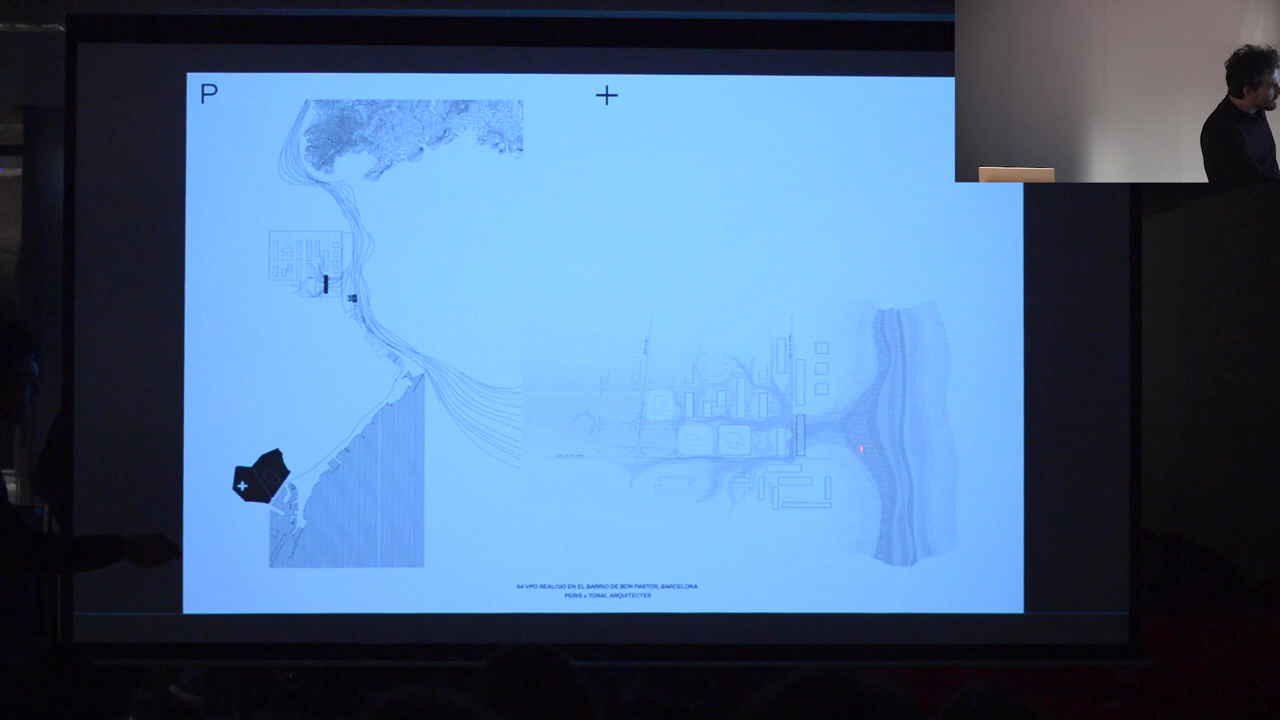 P
+
64 VPO REALOJO EN EL BARRIO DE BON PASTOR, BARCELONA
PERIS + TORAL ARQUITECTES